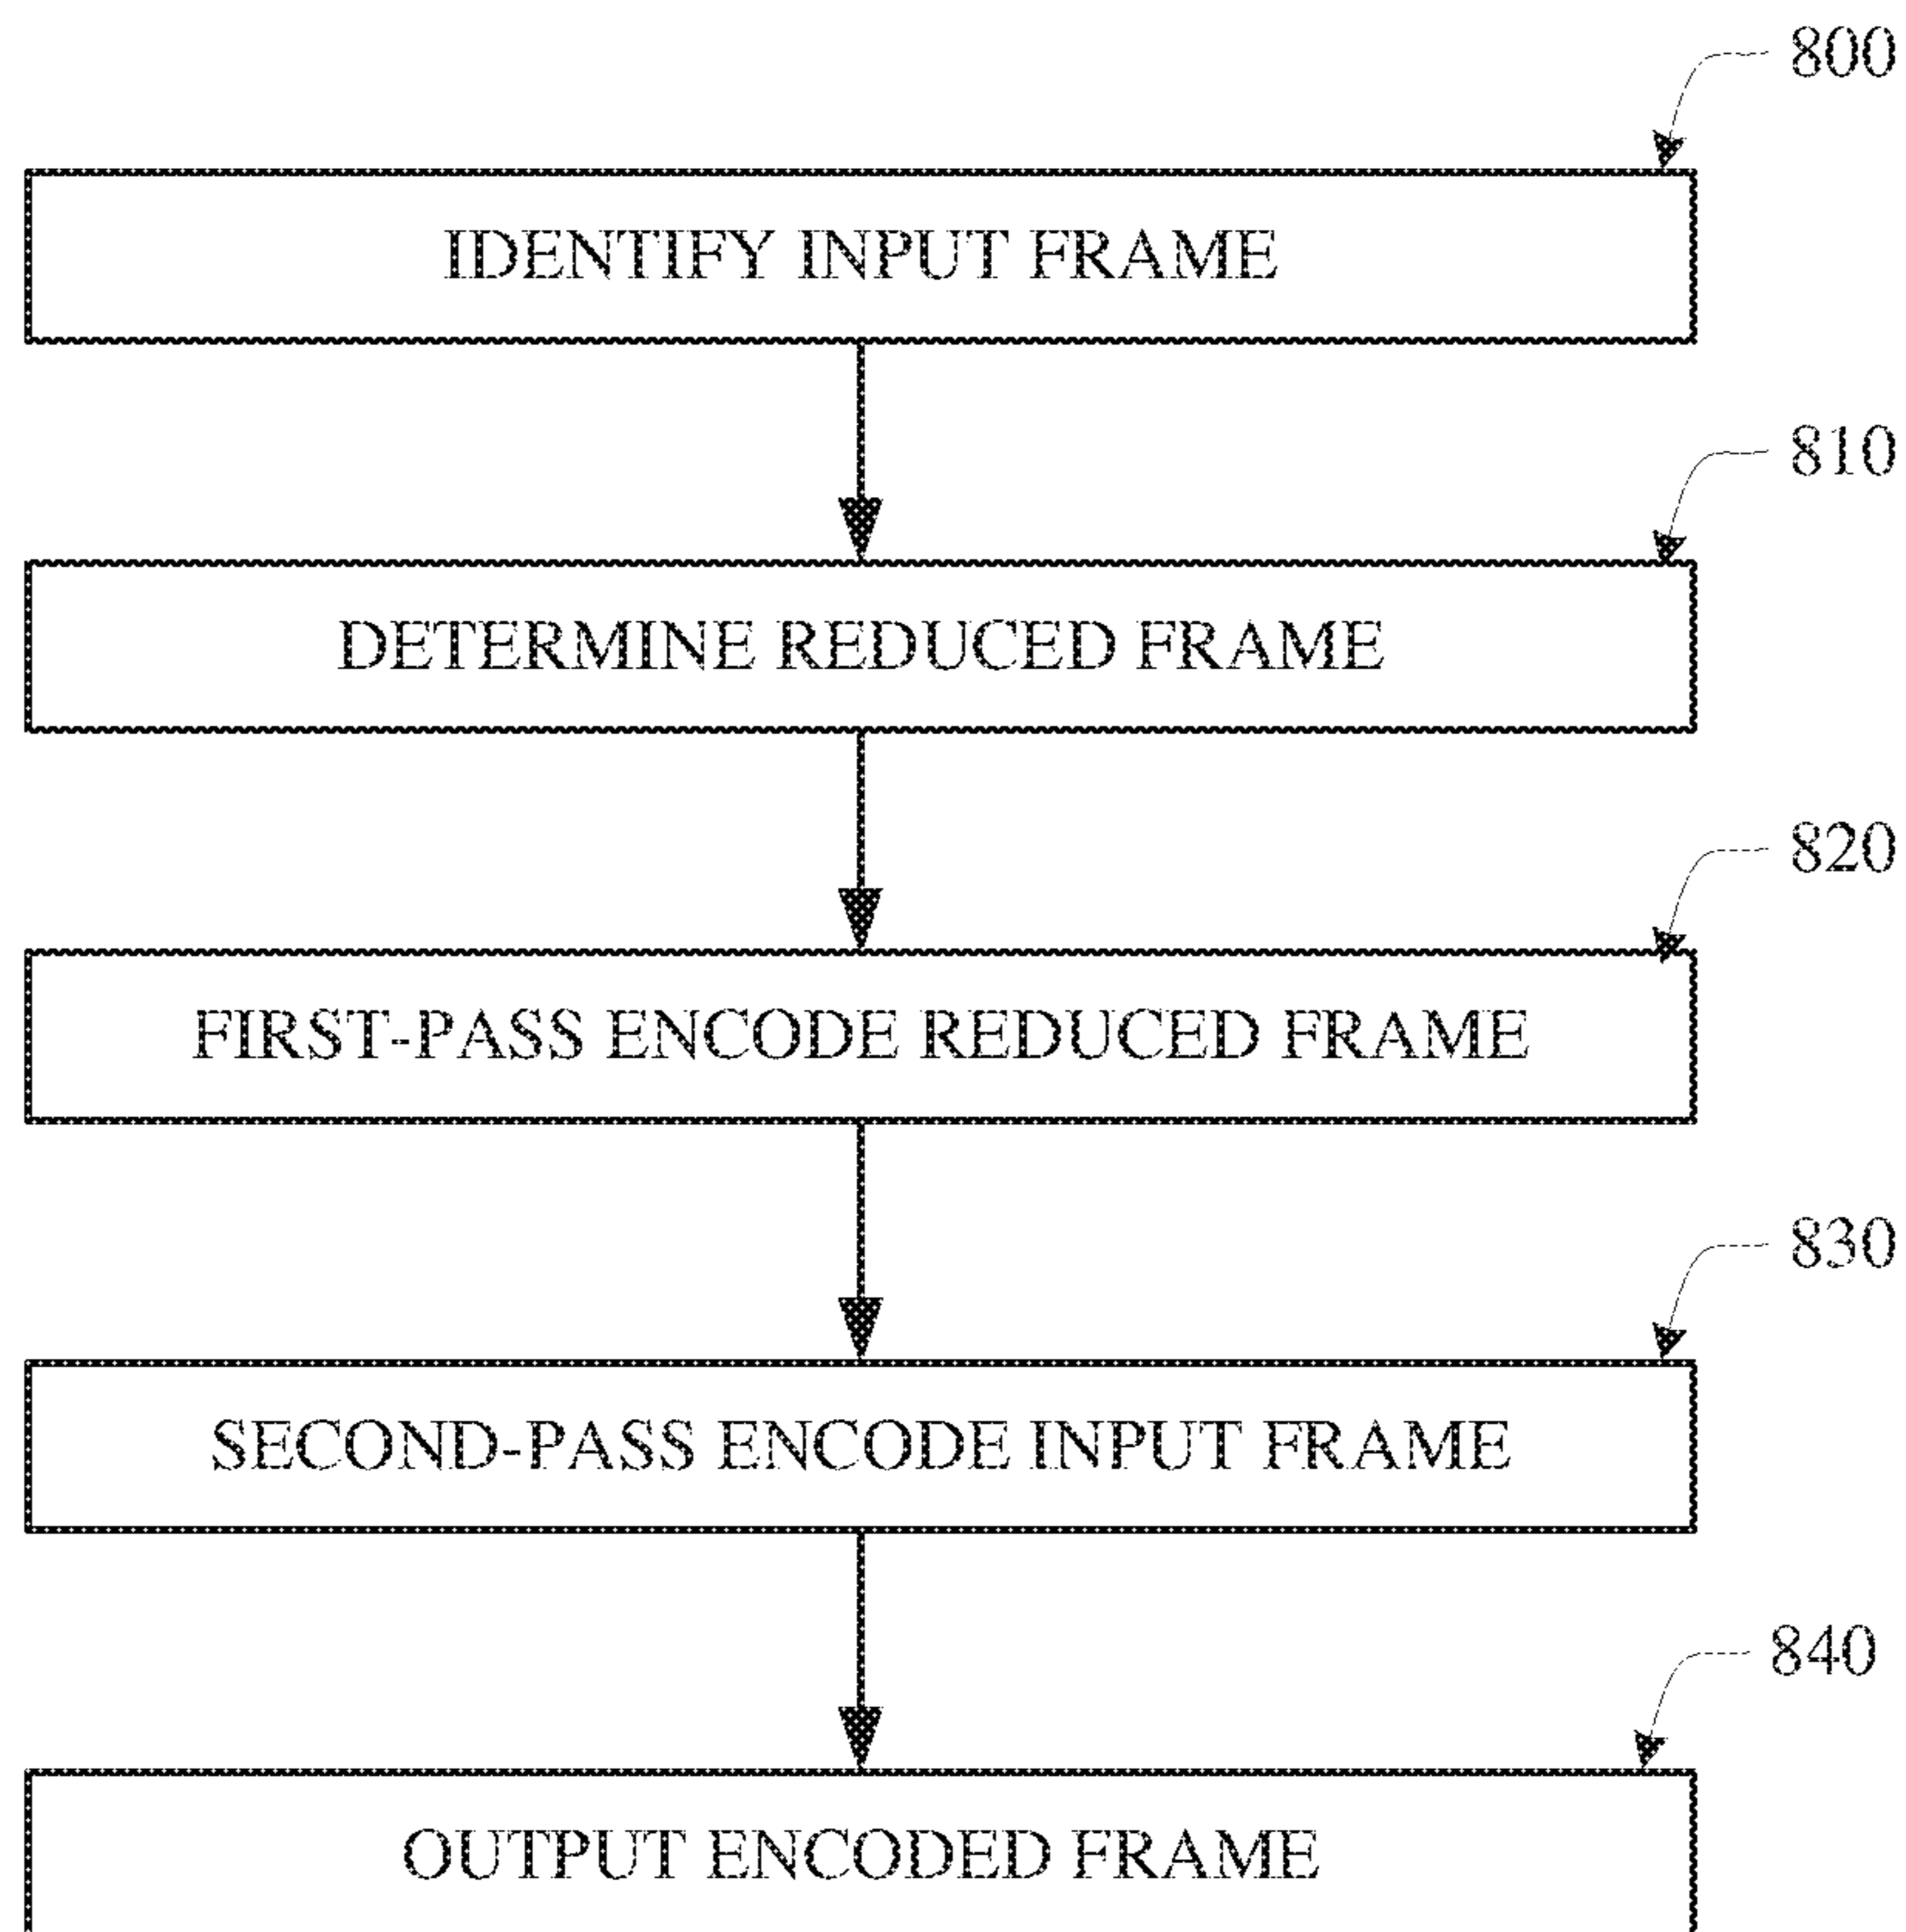 800
IDENTIFY INPUT FRAME
810
DETERMINE REDUCED FRAME
820
FIRST-PASS ENCODE REDUCED FRAME
830
SECOND-PASS ENCODE INPUT FRAME
840
OUTPUT ENCODED FRAME